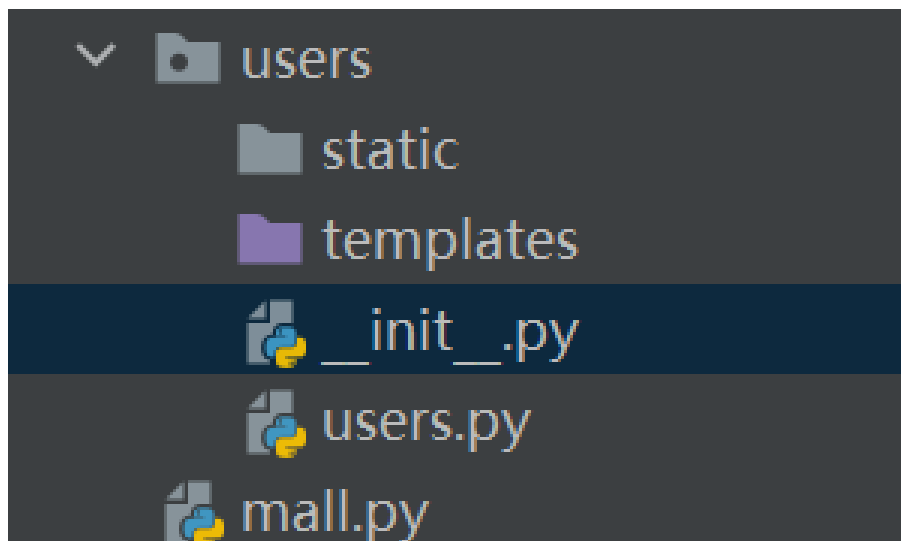 users
static
templates
__init__.py
users.py
mall.py